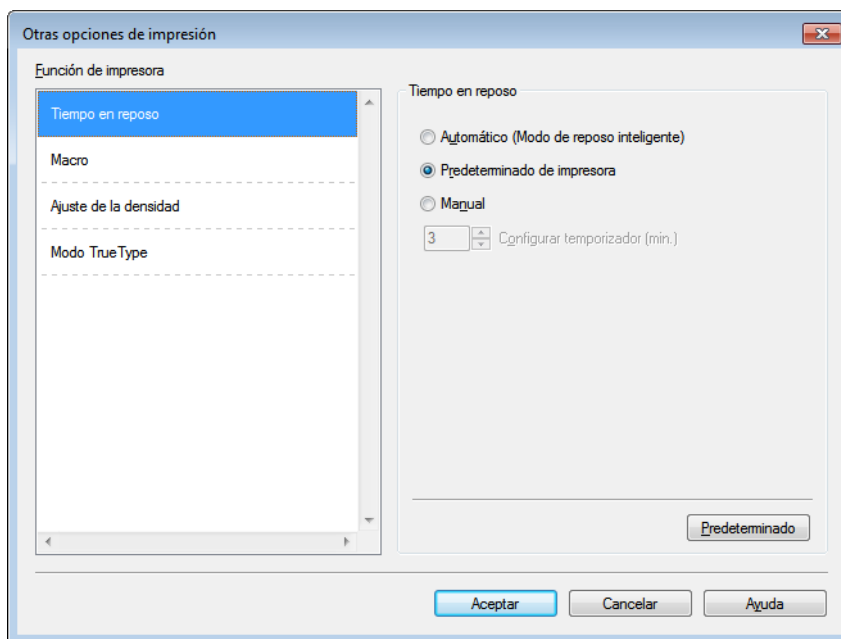 Otras opciones de impresión
Función de impresora
Tiempo en reposo
Macro
Ajuste de la densidad
Modo TrueType
Tiempo en reposo
Automático (Modo de reposo inteligente)
Predeterminado de impresora
Manual
3 Configurar temporizador (min.)
Predeterminado
Aceptar Cancelar Ayuda